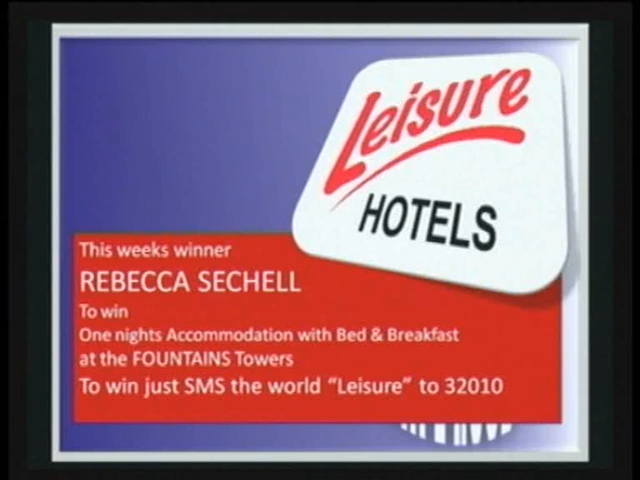 Leisure
HOTELS
This weeks winner
REBECCA SECHELL
To win
One nights Accommodation with Bed & Breakfast
at the FOUNTAINS Towers
To win just SMS the world “Leisure” to 32010